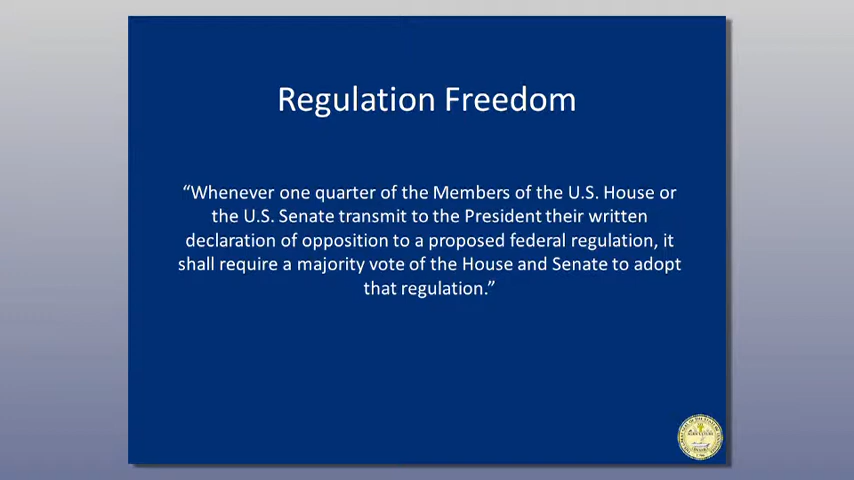 Regulation Freedom
“Whenever one quarter of the Members of the U.S. House or
the U.S. Senate transmit to the President their written
declaration of opposition to a proposed federal regulation, it
shall require a majority vote of the House and Senate to adopt
that regulation.”
AGRICULTURE